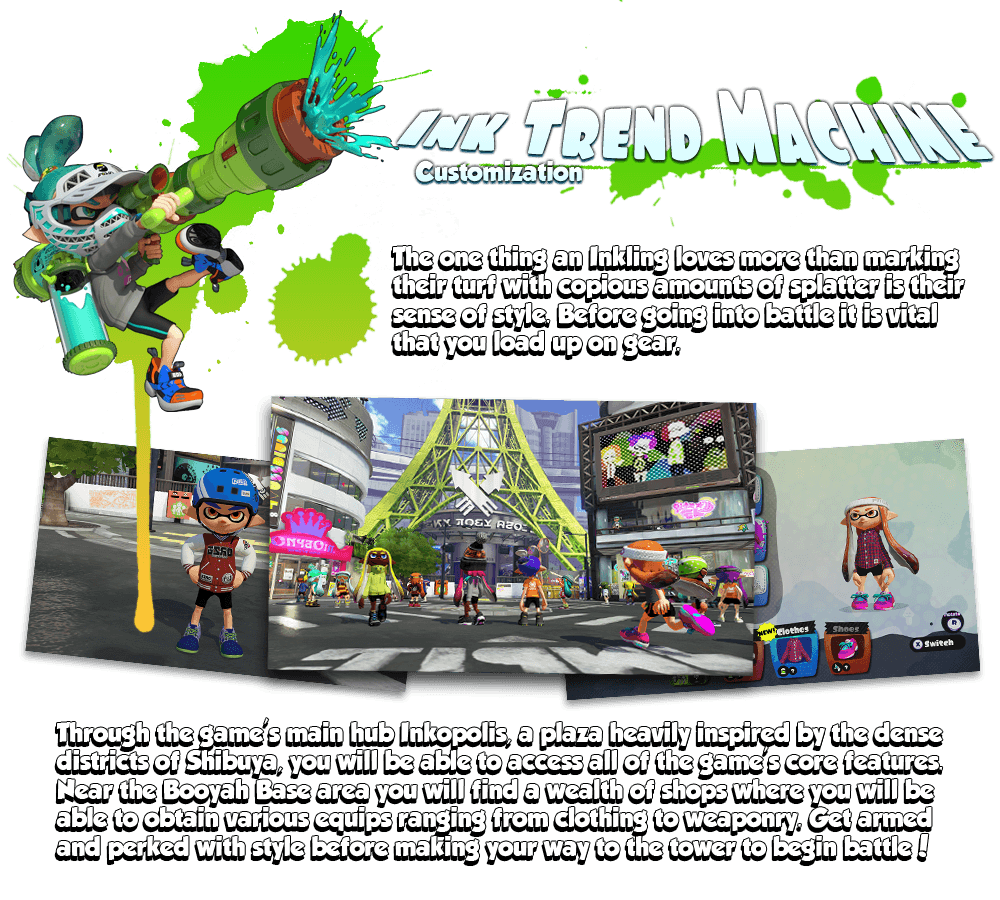 INK TREND MACHINE
Customization
The one thing an Inkling loves more than marking
their turf with copious amounts of splatter is their
sense of style. Before going into battle it is vital
that you load up on gear.
Clothes
Shoes
R
X Switch
Through the game's main hub Inkopolis, a plaza heavily inspired by the dense
districts of Shibuya, you will be able to access all of the game's core features.
Near the Booyah Base area you will find a wealth of shops where you will be
able to obtain various equips ranging from clothing to weaponry. Get armed
and perked with style before making your way to the tower to begin battle!